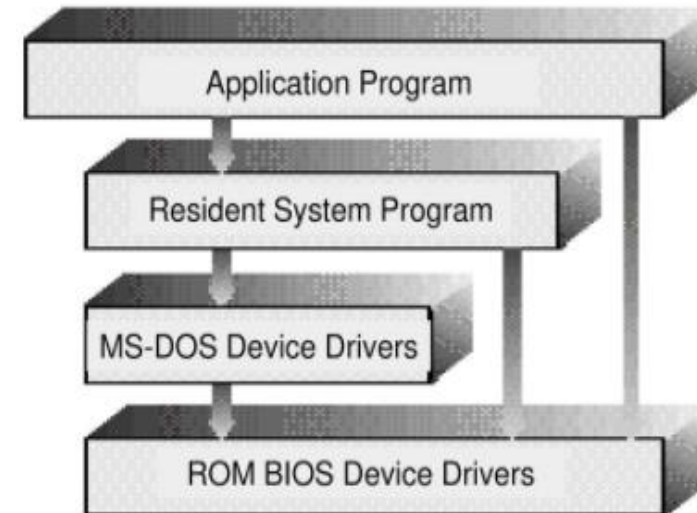 Application Program
Resident System Program
MS-DOS Device Drivers
ROM BIOS Device Drivers